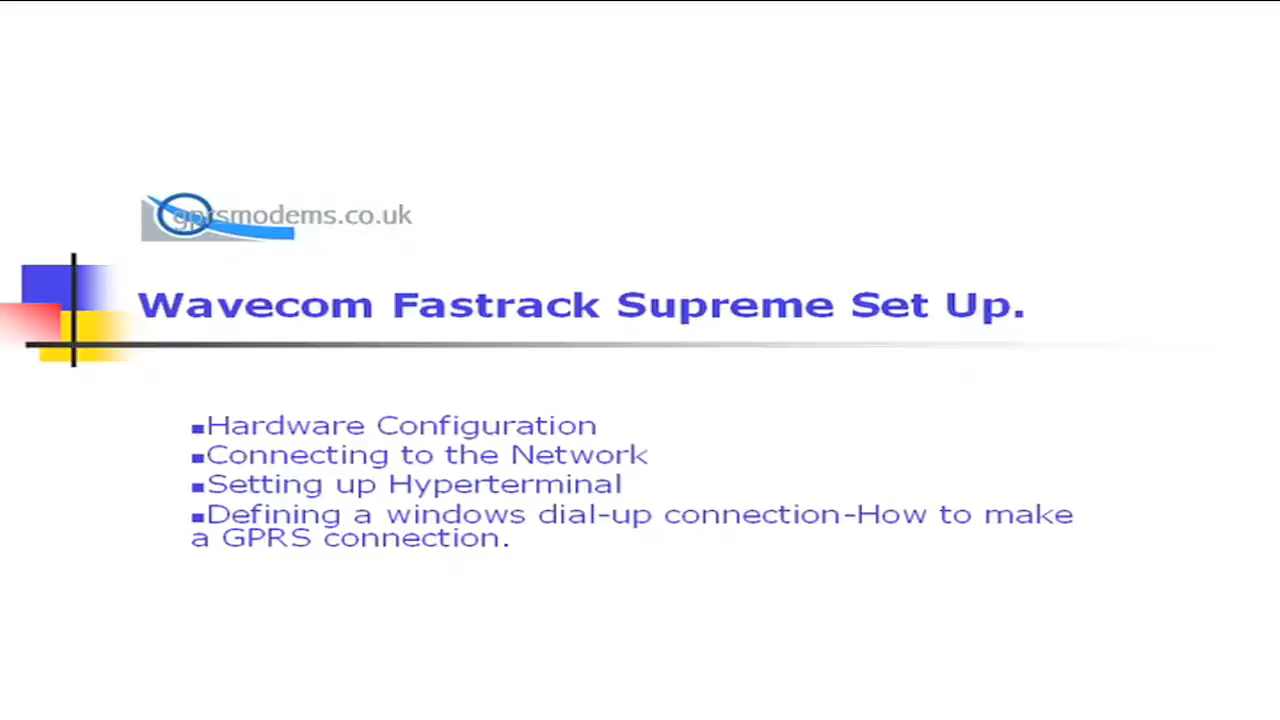 gprsmodems.co.uk
Wavecom Fastrack Supreme Set Up.
▪Hardware Configuration
▪Connecting to the Network
▪Setting up Hyperterminal
▪Defining a windows dial-up connection-How to make
a GPRS connection.